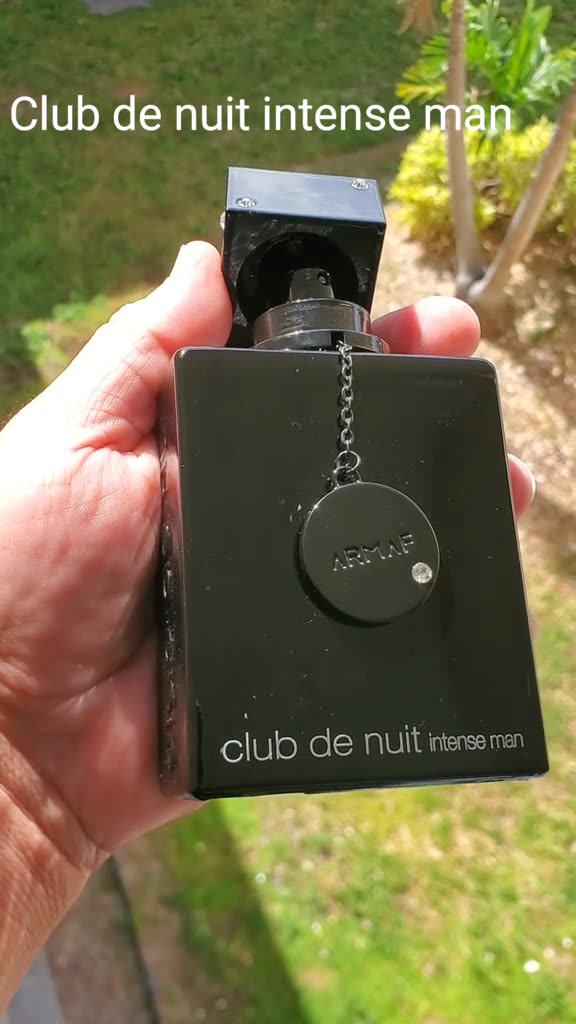 Club de nuit intense man
ARMAF
club de nuit intense man